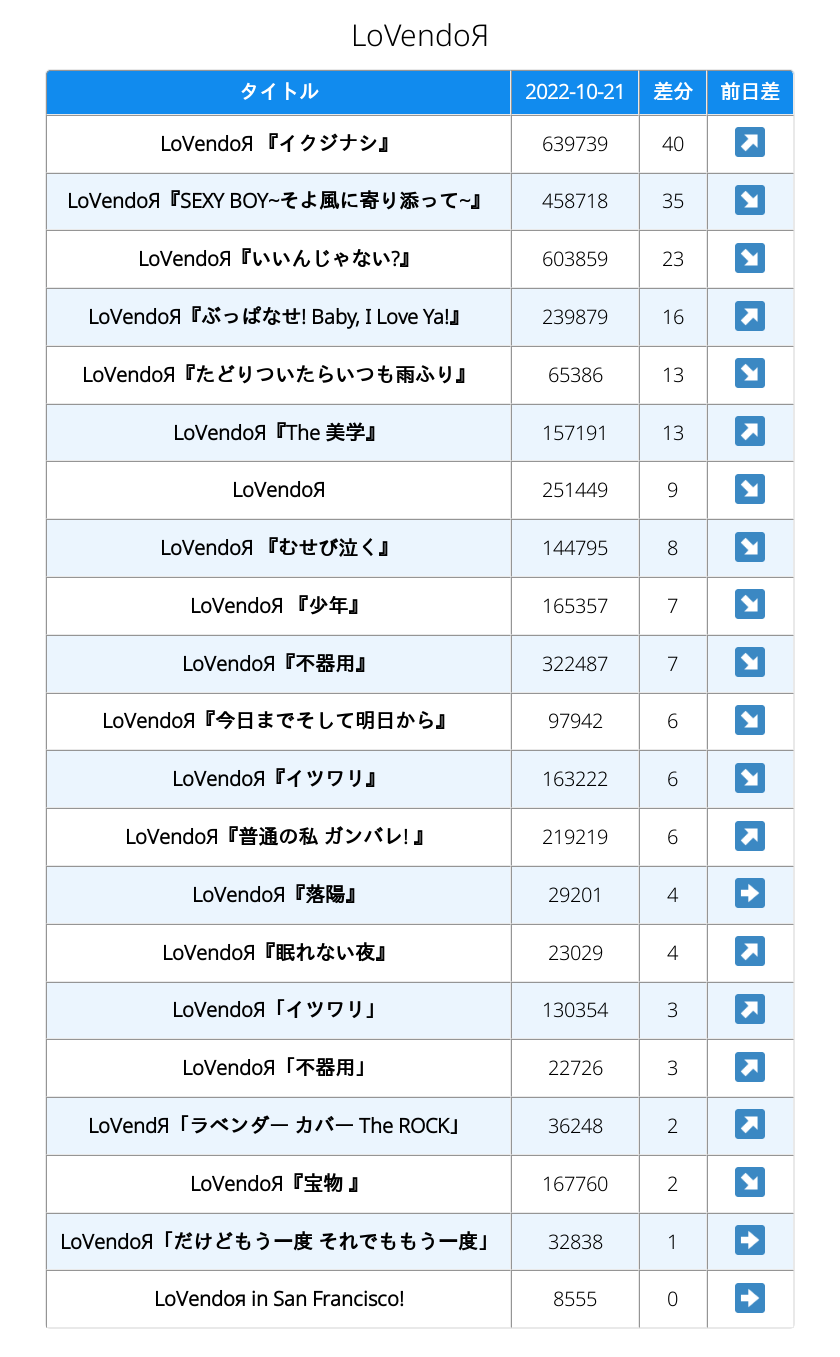 LoVendoЯ
タイトル 2022-10-21 差分 前日差
LoVendoЯ 『イクジナシ』 639739 40
LoVendoЯ『SEXY BOY~そよ風に寄り添って~』 458718 35
LoVendoЯ『いいんじゃない?』 603859 23
LoVendoЯ『ぶっぱなせ! Baby, I Love Ya!』 239879 16
LoVendoЯ『たどりついたらいつも雨ふり』 65386 13
LoVendoЯ『The 美学』 157191 13
LoVendoЯ 251449 9
LoVendoЯ 『むせび泣く』 144795 8
LoVendoЯ 『少年』 165357 7
LoVendoЯ『不器用』 322487 7
LoVendoЯ『今日までそして明日から』 97942 6
LoVendoЯ『イツワリ』 163222 6
LoVendoЯ『普通の私 ガンバレ! 』 219219 6
LoVendoЯ『落陽』 29201 4
LoVendoЯ『眠れない夜』 23029 4
LoVendoЯ「イツワリ」 130354 3
LoVendoЯ「不器用」 22726 3
LoVendЯ「ラベンダー カバー The ROCK」 36248 2
LoVendoЯ『宝物 』 167760 2
LoVendoЯ「だけどもう一度 それでももう一度」 32838 1
LoVendoя in San Francisco! 8555 0